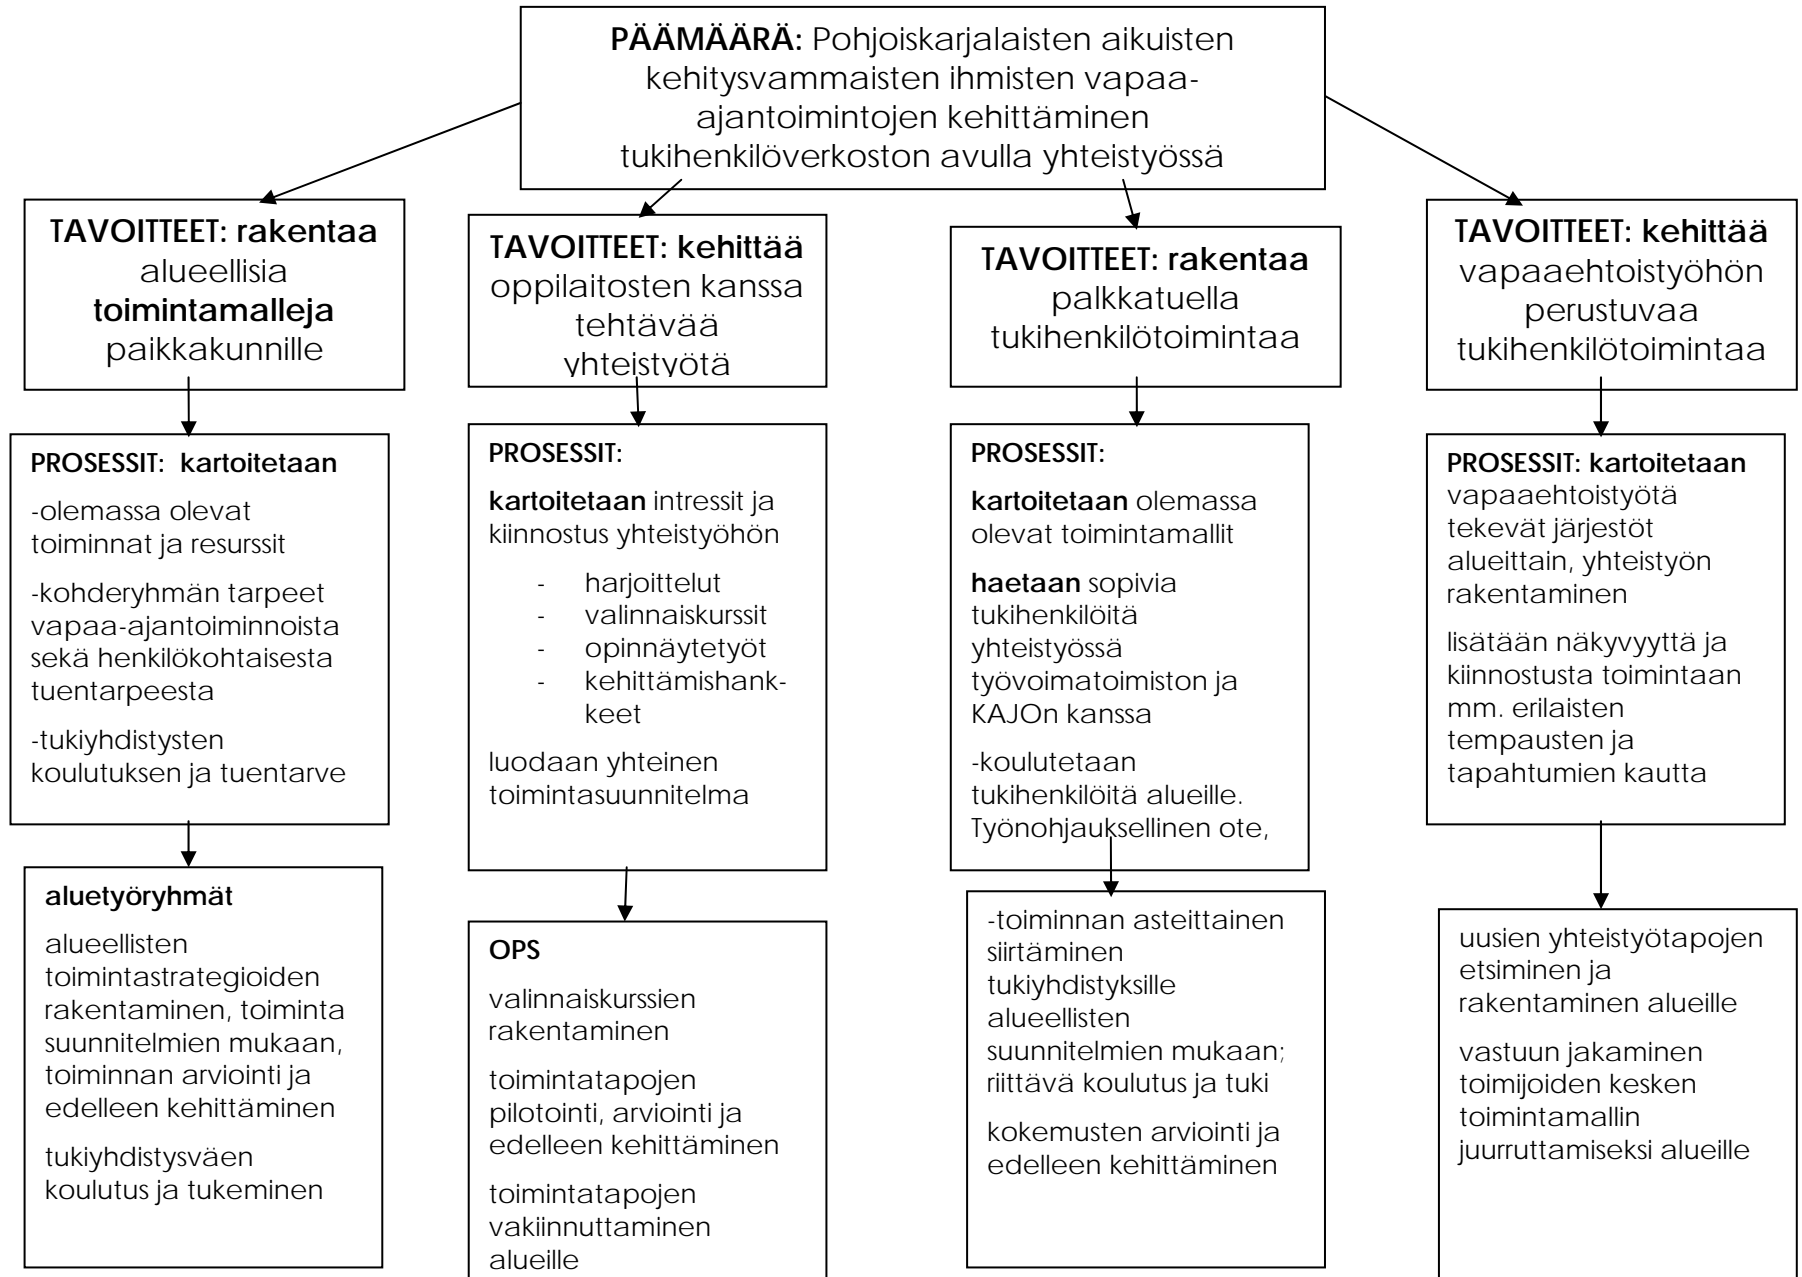 PÄÄMÄÄRÄ: Pohjoiskarjalaisten aikuisten
kehitysvammaisten ihmisten vapaa-
ajantoimintojen kehittäminen
tukihenkilöverkoston avulla yhteistyössä
TAVOITTEET: rakentaa
alueellisia
toimintamalleja
paikkakunnille
TAVOITTEET: kehittää
oppilaitosten kanssa
tehtävää
yhteistyötä
TAVOITTEET: rakentaa
palkkatuella
tukihenkilötoimintaa
TAVOITTEET: kehittää
vapaaehtoistyöhön
perustuvaa
tukihenkilötoimintaa
PROSESSIT: kartoitetaan
-olemassa olevat
toiminnat ja resurssit
-kohderyhmän tarpeet
vapaa-ajantoiminnoista
sekä henkilökohtaisesta
tuentarpeesta
-tukiyhdistysten
koulutuksen ja tuentarve
PROSESSIT:
kartoitetaan intressit ja
kiinnostus yhteistyöhön
- harjoittelut
- valinnaiskurssit
- opinnäytetyöt
- kehittämishank-
keet
luodaan yhteinen
toimintasuunnitelma
PROSESSIT:
kartoitetaan olemassa
olevat toimintamallit
haetaan sopivia
tukihenkilöitä
yhteistyössä
työvoimatoimiston ja
KAJOn kanssa
-koulutetaan
tukihenkilöitä alueille.
Työnohjauksellinen ote,
PROSESSIT: kartoitetaan
vapaaehtoistyötä
tekevät järjestöt
alueittain, yhteistyön
rakentaminen
lisätään näkyvyyttä ja
kiinnostusta toimintaan
mm. erilaisten
tempausten ja
tapahtumien kautta
aluetyöryhmät
alueellisten
toimintastrategioiden
rakentaminen, toiminta
suunnitelmien mukaan,
toiminnan arviointi ja
edelleen kehittäminen
tukiyhdistysväen
koulutus ja tukeminen
OPS
valinnaiskurssien
rakentaminen
toimintatapojen
pilotointi, arviointi ja
edelleen kehittäminen
toimintatapojen
vakiinnuttaminen
alueille
-toiminnan asteittainen
siirtäminen
tukiyhdistyksille
alueellisten
suunnitelmien mukaan;
riittävä koulutus ja tuki
kokemusten arviointi ja
edelleen kehittäminen
uusien yhteistyötapojen
etsiminen ja
rakentaminen alueille
vastuun jakaminen
toimijoiden kesken
toimintamallin
juurruttamiseksi alueille